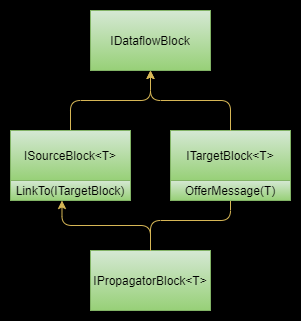 IDataflowBlock
ISourceBlock<T>
LinkTo(ITargetBlock)
ITargetBlock<T>
OfferMessage(T)
IPropagatorBlock<T>